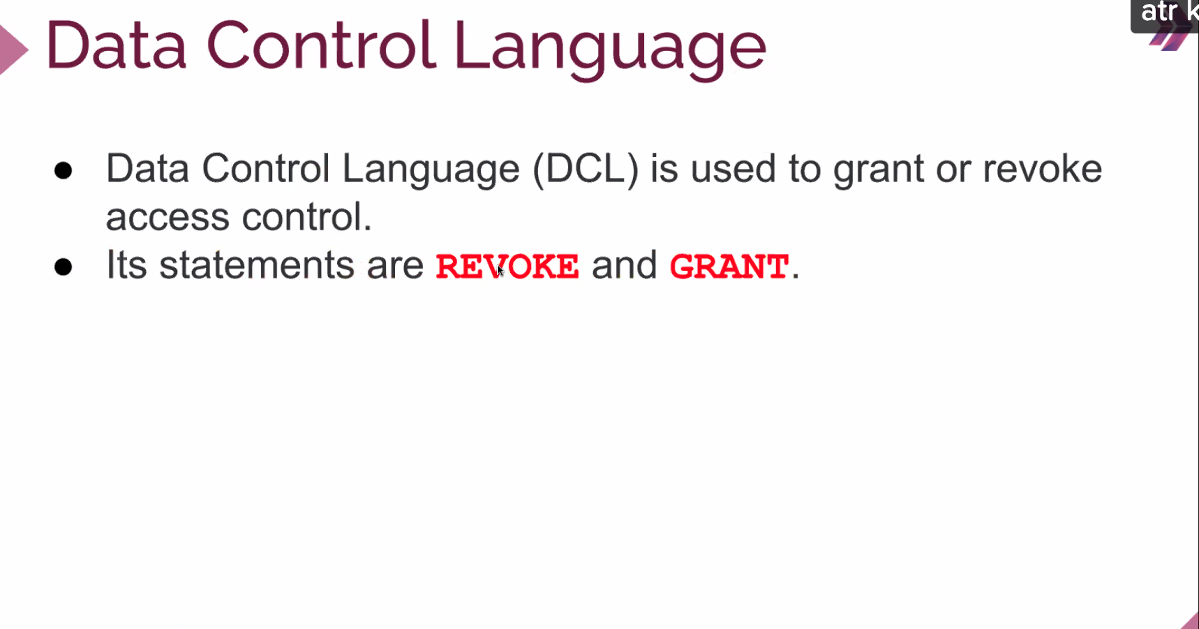 atr k
Data Control Language
● Data Control Language (DCL) is used to grant or revoke
access control.
● Its statements are REVOKE and GRANT.